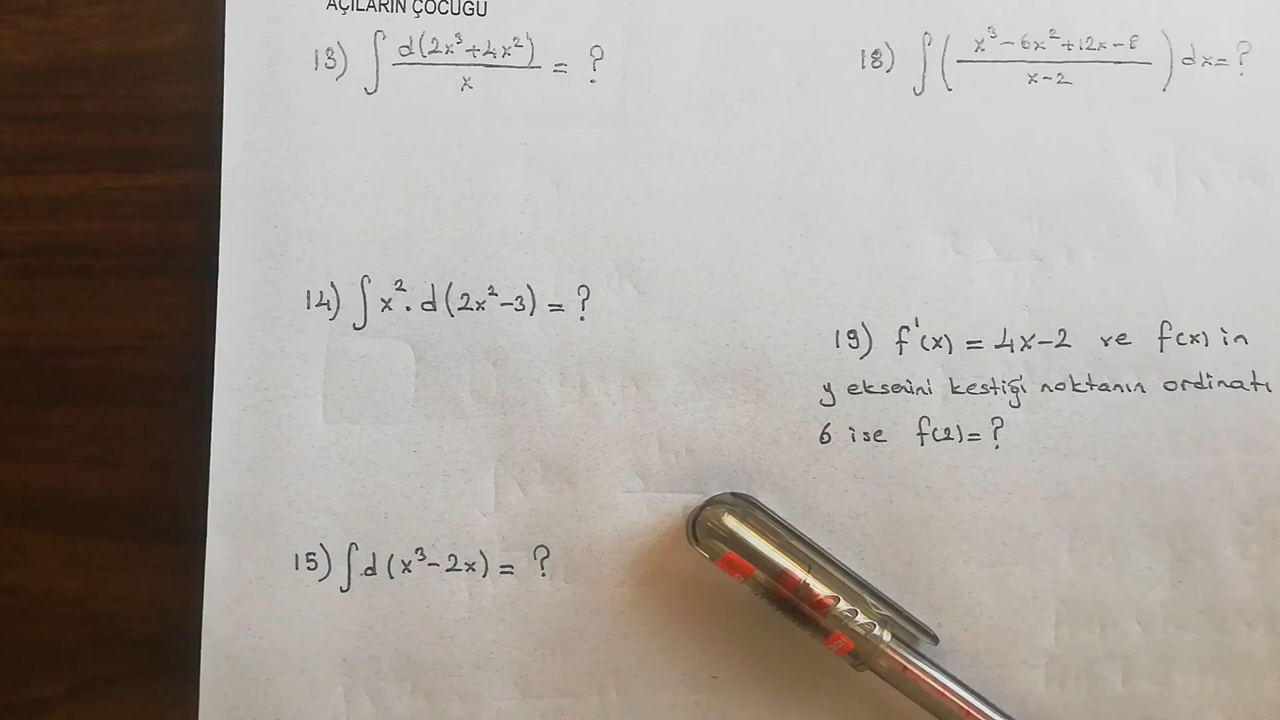 AÇILARIN ÇOCUĞU
13) ∫ d(2x³+4x²)/x = ?
14) ∫ x². d(2x²-3) = ?
15) ∫ d(x³-2x) = ?
18) ∫ ( (x³-6x²+12x-8)/(x-2) ) dx = ?
19) f'(x) = 4x-2 ve f(x) in
y eksenini kestiği noktanın ordinatı
6 ise f(2) = ?